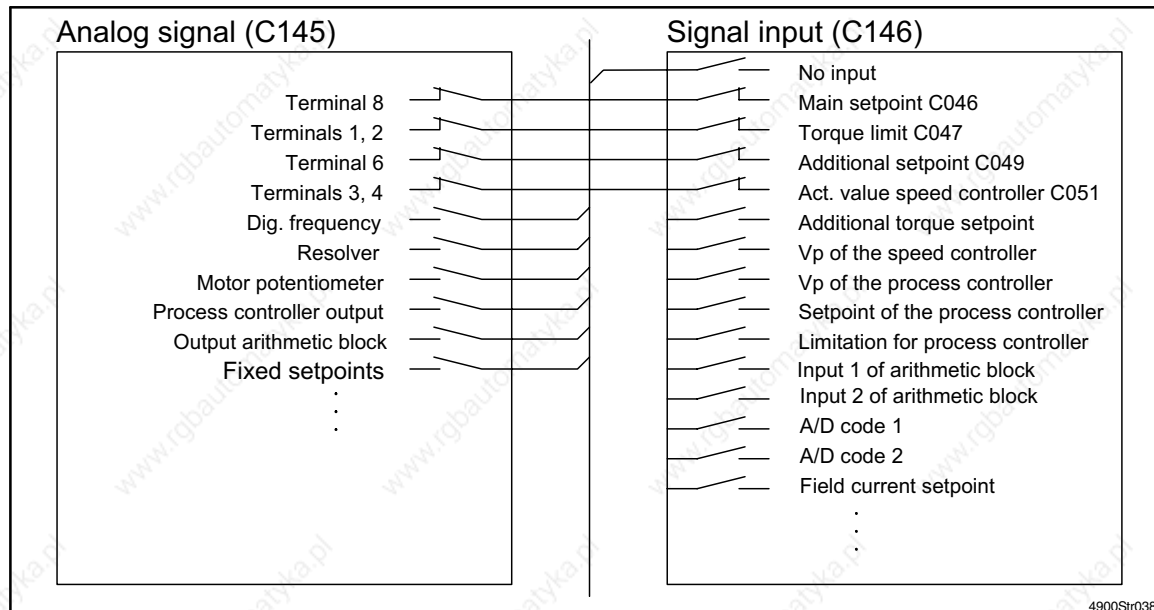 Analog signal (C145)
Terminal 8
Terminals 1, 2
Terminal 6
Terminals 3, 4
Dig. frequency
Resolver
Motor potentiometer
Process controller output
Output arithmetic block
Fixed setpoints
Signal input (C146)
No input
Main setpoint C046
Torque limit C047
Additional setpoint C049
Act. value speed controller C051
Additional torque setpoint
Vp of the speed controller
Vp of the process controller
Setpoint of the process controller
Limitation for process controller
Input 1 of arithmetic block
Input 2 of arithmetic block
A/D code 1
A/D code 2
Field current setpoint
4900Str038
www.rgbautomatyka.pl